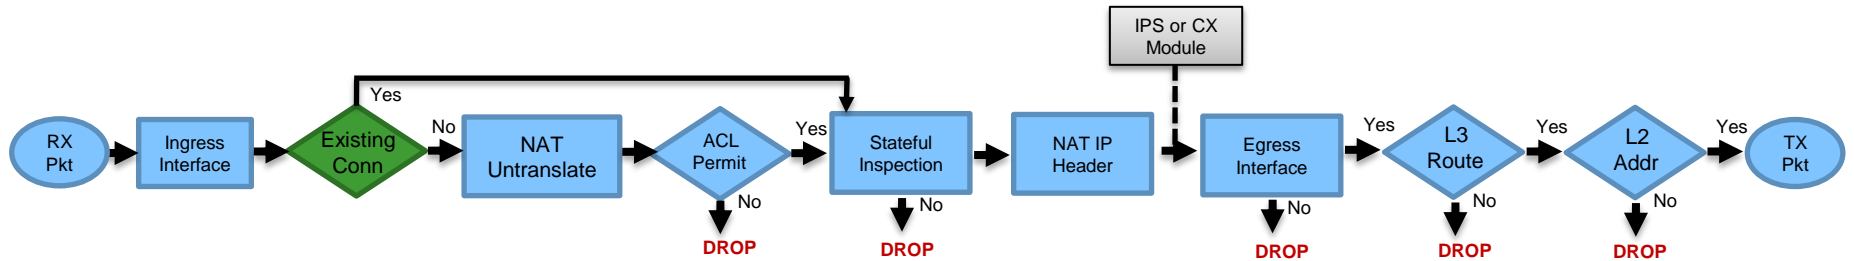 IPS or CX
Module
Yes
RX
Pkt
Ingress
Interface
Existing
Conn
No
NAT
Untranslate
ACL
Permit
Yes
No
DROP
Stateful
Inspection
No
DROP
NAT IP
Header
Egress
Interface
Yes
No
DROP
L3
Route
Yes
No
DROP
L2
Addr
Yes
No
DROP
TX
Pkt